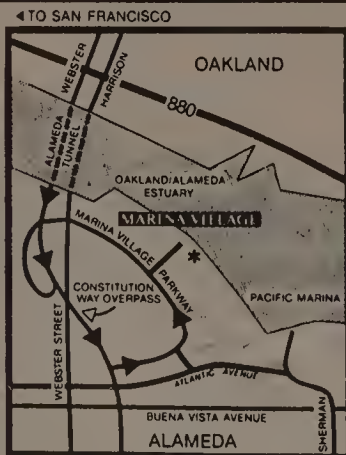 ◄TO SAN FRANCISCO
WEBSTER
HARRISON
OAKLAND
880
ALAMEDA
TUNNEL
OAKLAND/ALAMEDA
ESTUARY
MARINA VILLAGE
MARINA VILLAGE
PARKWAY
*
PACIFIC MARINA
CONSTITUTION
WAY OVERPASS
WEBSTER STREET
ATLANTIC AVENUE
BUENA VISTA AVENUE
SHERMAN
ALAMEDA